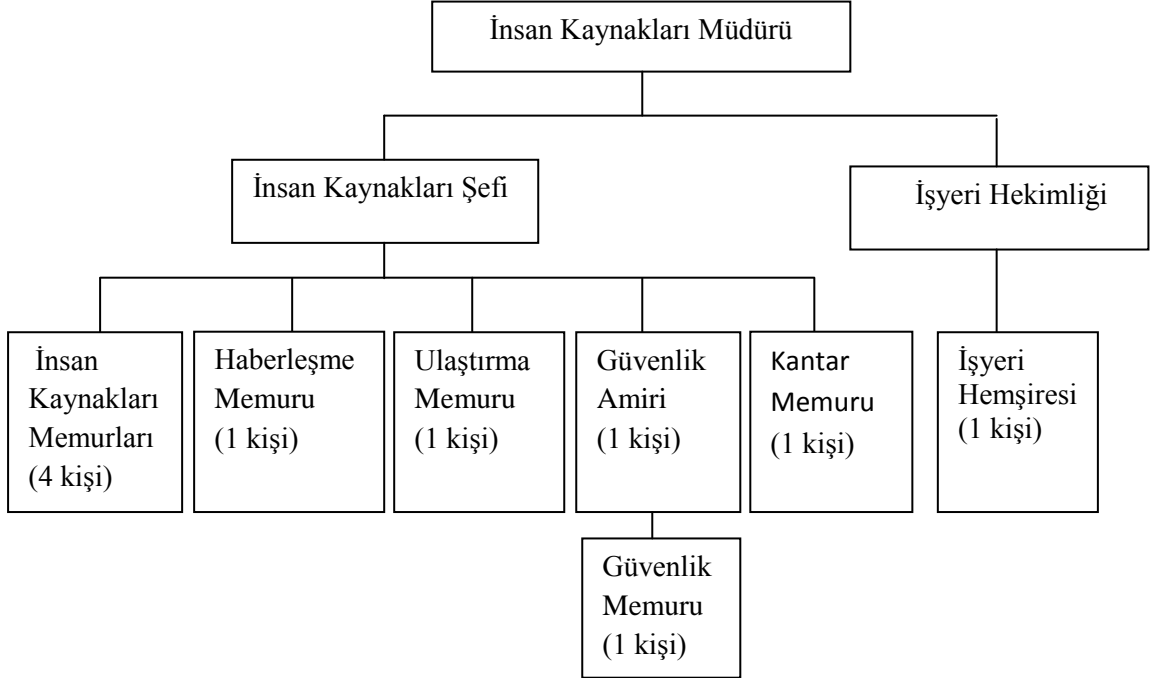 İnsan Kaynakları Müdürü
İnsan Kaynakları Şefi
İşyeri Hekimliği
İnsan
Kaynakları
Memurları
(4 kişi)
Haberleşme
Memuru
(1 kişi)
Ulaştırma
Memuru
(1 kişi)
Güvenlik
Amiri
(1 kişi)
Kantar
Memuru
(1 kişi)
İşyeri
Hemşiresi
(1 kişi)
Güvenlik
Memuru
(1 kişi)